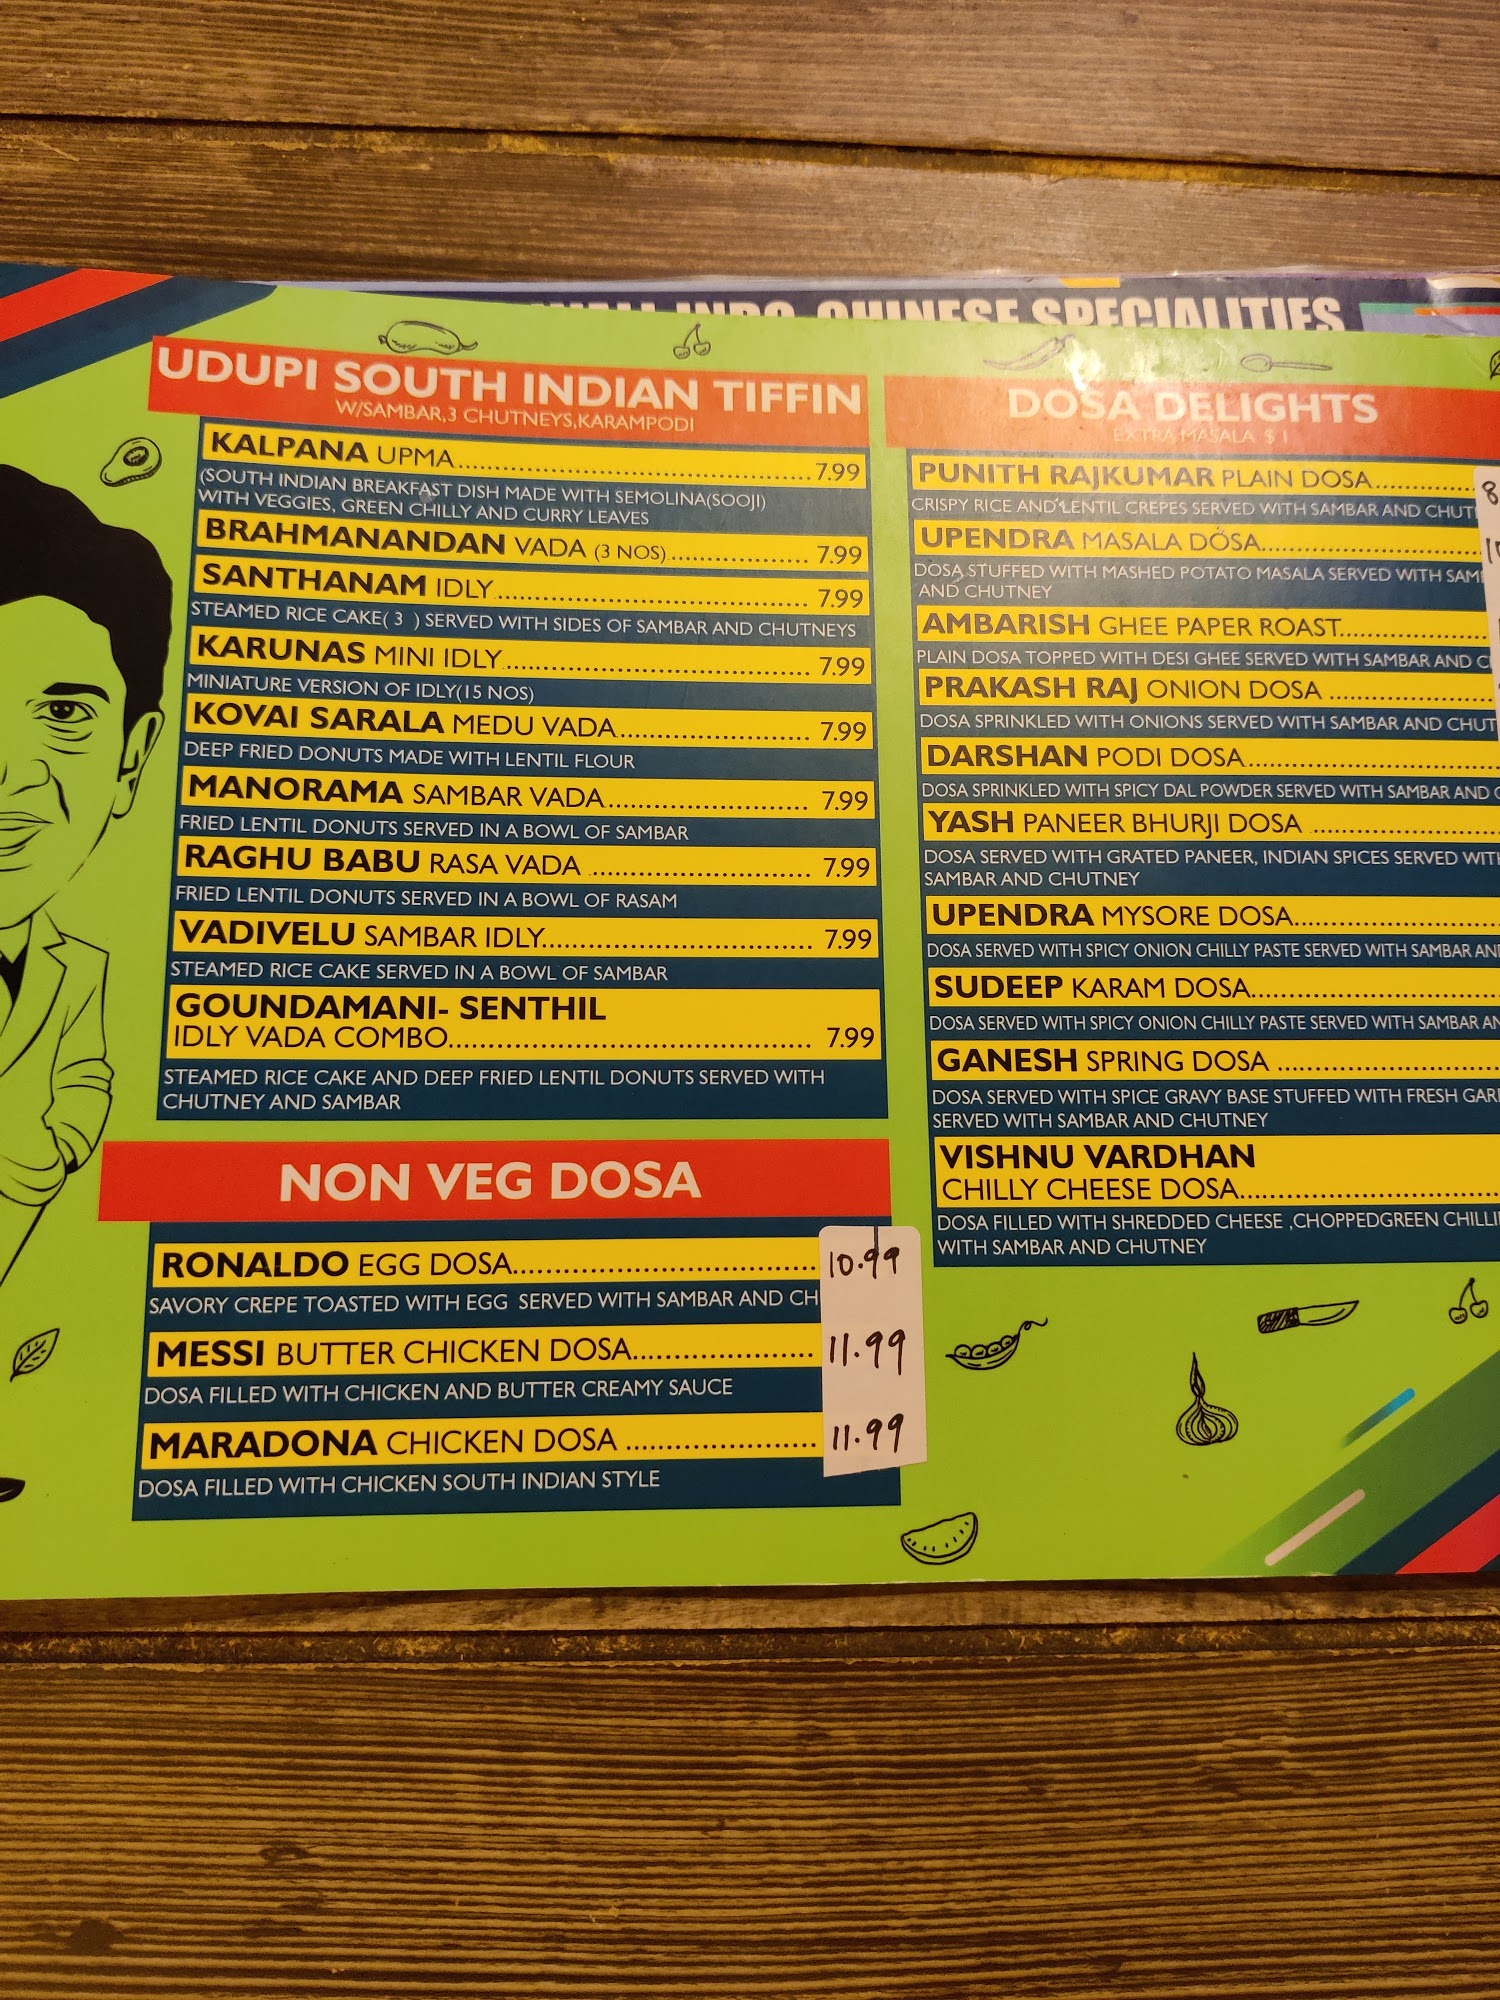 INDO-CHINESE SPECIALITIES
UDUPI SOUTH INDIAN TIFFIN
W/SAMBAR,3 CHUTNEYS,KARAMPODI
KALPANA UPMA 7.99
(SOUTH INDIAN BREAKFAST DISH MADE WITH SEMOLINA(SOOJI)
WITH VEGGIES, GREEN CHILLY AND CURRY LEAVES
BRAHMANANDAN VADA (3 NOS) 7.99
SANTHANAM IDLY 7.99
STEAMED RICE CAKE( 3 ) SERVED WITH SIDES OF SAMBAR AND CHUTNEYS
KARUNAS MINI IDLY 7.99
MINIATURE VERSION OF IDLY(15 NOS)
KOVAI SARALA MEDU VADA 7.99
DEEP FRIED DONUTS MADE WITH LENTIL FLOUR
MANORAMA SAMBAR VADA 7.99
FRIED LENTIL DONUTS SERVED IN A BOWL OF SAMBAR
RAGHU BABU RASA VADA 7.99
FRIED LENTIL DONUTS SERVED IN A BOWL OF RASAM
VADIVELU SAMBAR IDLY 7.99
STEAMED RICE CAKE SERVED IN A BOWL OF SAMBAR
GOUNDAMANI- SENTHIL
IDLY VADA COMBO 7.99
STEAMED RICE CAKE AND DEEP FRIED LENTIL DONUTS SERVED WITH
CHUTNEY AND SAMBAR
NON VEG DOSA
RONALDO EGG DOSA 10.99
SAVORY CREPE TOASTED WITH EGG SERVED WITH SAMBAR AND CH
MESSI BUTTER CHICKEN DOSA 11.99
DOSA FILLED WITH CHICKEN AND BUTTER CREAMY SAUCE
MARADONA CHICKEN DOSA 11.99
DOSA FILLED WITH CHICKEN SOUTH INDIAN STYLE
DOSA DELIGHTS
EXTRA MASALA $ 1
PUNITH RAJKUMAR PLAIN DOSA 8
CRISPY RICE AND LENTIL CREPES SERVED WITH SAMBAR AND CHUT
UPENDRA MASALA DOSA
DOSA STUFFED WITH MASHED POTATO MASALA SERVED WITH SAM
AND CHUTNEY
AMBARISH GHEE PAPER ROAST
PLAIN DOSA TOPPED WITH DESI GHEE SERVED WITH SAMBAR AND C
PRAKASH RAJ ONION DOSA
DOSA SPRINKLED WITH ONIONS SERVED WITH SAMBAR AND CHUT
DARSHAN PODI DOSA
DOSA SPRINKLED WITH SPICY DAL POWDER SERVED WITH SAMBAR AND
YASH PANEER BHURJI DOSA
DOSA SERVED WITH GRATED PANEER, INDIAN SPICES SERVED WITH
SAMBAR AND CHUTNEY
UPENDRA MYSORE DOSA
DOSA SERVED WITH SPICY ONION CHILLY PASTE SERVED WITH SAMBAR AN
SUDEEP KARAM DOSA
DOSA SERVED WITH SPICY ONION CHILLY PASTE SERVED WITH SAMBAR AN
GANESH SPRING DOSA
DOSA SERVED WITH SPICE GRAVY BASE STUFFED WITH FRESH GAR
SERVED WITH SAMBAR AND CHUTNEY
VISHNU VARDHAN
CHILLY CHEESE DOSA
DOSA FILLED WITH SHREDDED CHEESE ,CHOPPEDGREEN CHILLI
WITH SAMBAR AND CHUTNEY